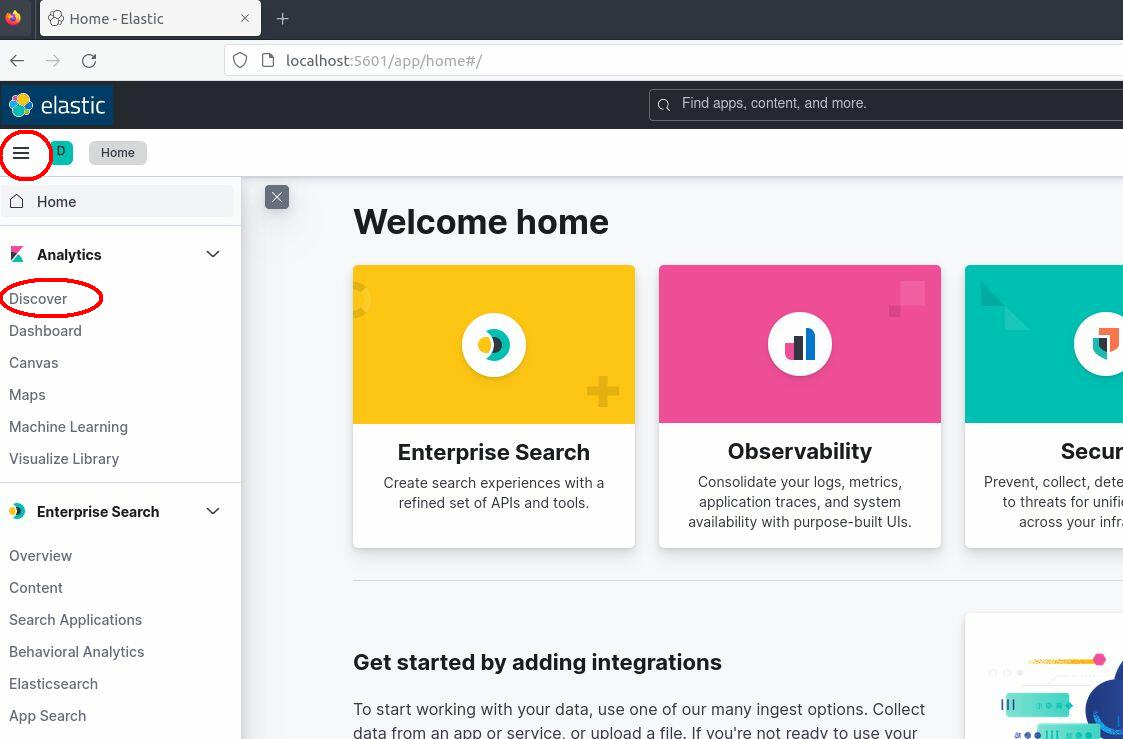 Home - Elastic
localhost:5601/app/home#/
elastic
Find apps, content, and more.
D
Home
Home
Analytics
Discover
Dashboard
Canvas
Maps
Machine Learning
Visualize Library
Enterprise Search
Overview
Content
Search Applications
Behavioral Analytics
Elasticsearch
App Search
Welcome home
Enterprise Search
Create search experiences with a
refined set of APIs and tools.
Observability
Consolidate your logs, metrics,
application traces, and system
availability with purpose-built UIs.
Secur
Prevent, collect, dete
to threats for unifie
across your infra
Get started by adding integrations
To start working with your data, use one of our many ingest options. Collect
data from an app or service, or upload a file. If you're not ready to use your